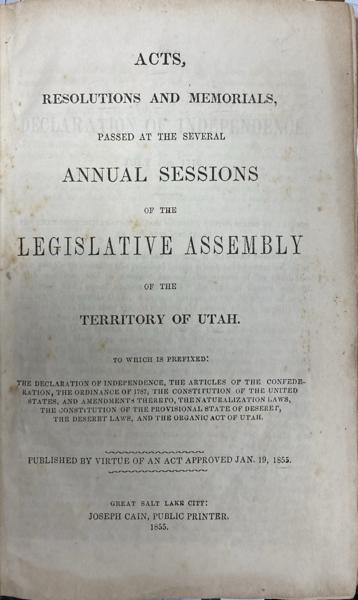 ACTS,
RESOLUTIONS AND MEMORIALS,
PASSED AT THE SEVERAL
ANNUAL SESSIONS
OF THE
LEGISLATIVE ASSEMBLY
OF THE
TERRITORY OF UTAH.
TO WHICH IS PREFIXED:
THE DECLARATION OF INDEPENDENCE, THE ARTICLES OF THE CONFEDE-
RATION, THE ORDINANCE OF 1787, THE CONSTITUTION OF THE UNITED
STATES, AND AMENDMENTS THERETO, THE NATURALIZATION LAWS,
THE CONSTITUTION OF THE PROVISIONAL STATE OF DESERET,
THE DESERET LAWS, AND THE ORGANIC ACT OF UTAH.
PUBLISHED BY VIRTUE OF AN ACT APPROVED JAN. 19, 1855.
GREAT SALT LAKE CITY:
JOSEPH CAIN, PUBLIC PRINTER.
1855.